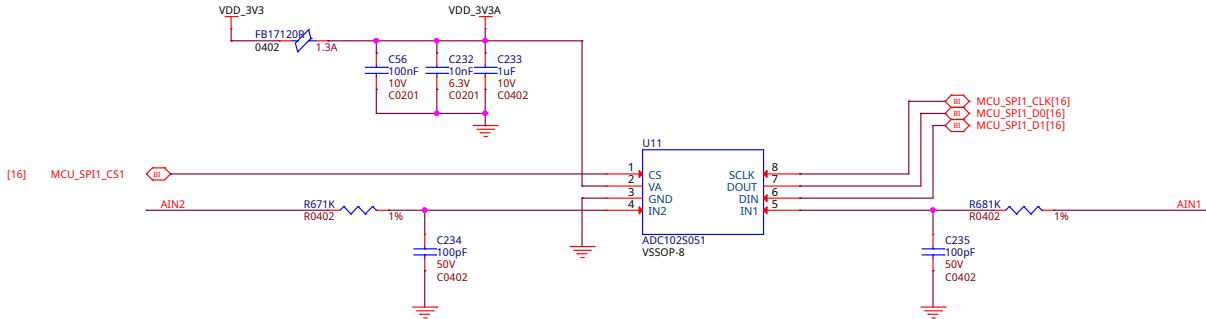 VDD_3V3
VDD_3V3A
FB17120R
0402
1.3A
C56
100nF
10V
C0201
C232
10nF
6.3V
C0201
C233
1uF
10V
C0402
BI MCU_SPI1_CLK[16]
BI MCU_SPI1_D0[16]
BI MCU_SPI1_D1[16]
U11
[16] MCU_SPI1_CS1 BI
1 CS
2 VA
3 GND
4 IN2
SCLK 8
DOUT 7
DIN 6
IN1 5
ADC102S051
VSSOP-8
AIN2
R671K
R0402
1%
C234
100pF
50V
C0402
R681K
R0402
1%
AIN1
C235
100pF
50V
C0402